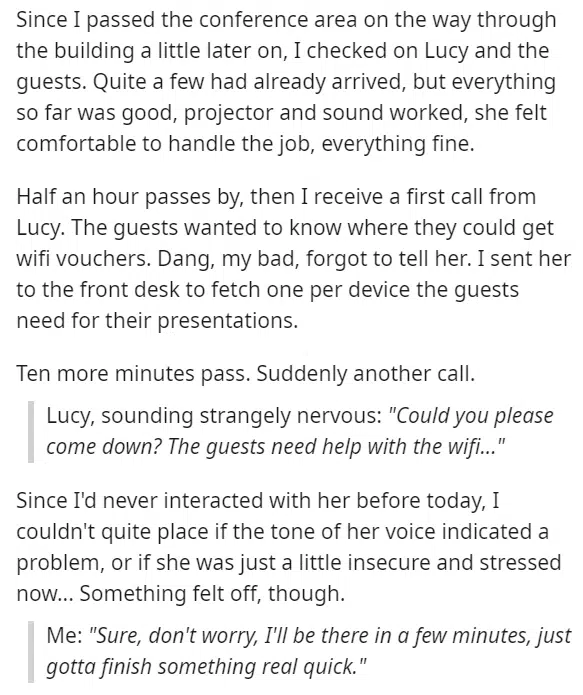 Since I passed the conference area on the way through
the building a little later on, I checked on Lucy and the
guests. Quite a few had already arrived, but everything
so far was good, projector and sound worked, she felt
comfortable to handle the job, everything fine.
Half an hour passes by, then I receive a first call from
Lucy. The guests wanted to know where they could get
wifi vouchers. Dang, my bad, forgot to tell her. I sent her
to the front desk to fetch one per device the guests
need for their presentations.
Ten more minutes pass. Suddenly another call.
Lucy, sounding strangely nervous: "Could you please
come down? The guests need help with the wifi..."
Since I'd never interacted with her before today, I
couldn't quite place if the tone of her voice indicated a
problem, or if she was just a little insecure and stressed
now... Something felt off, though.
Me: "Sure, don't worry, I'll be there in a few minutes, just
gotta finish something real quick."